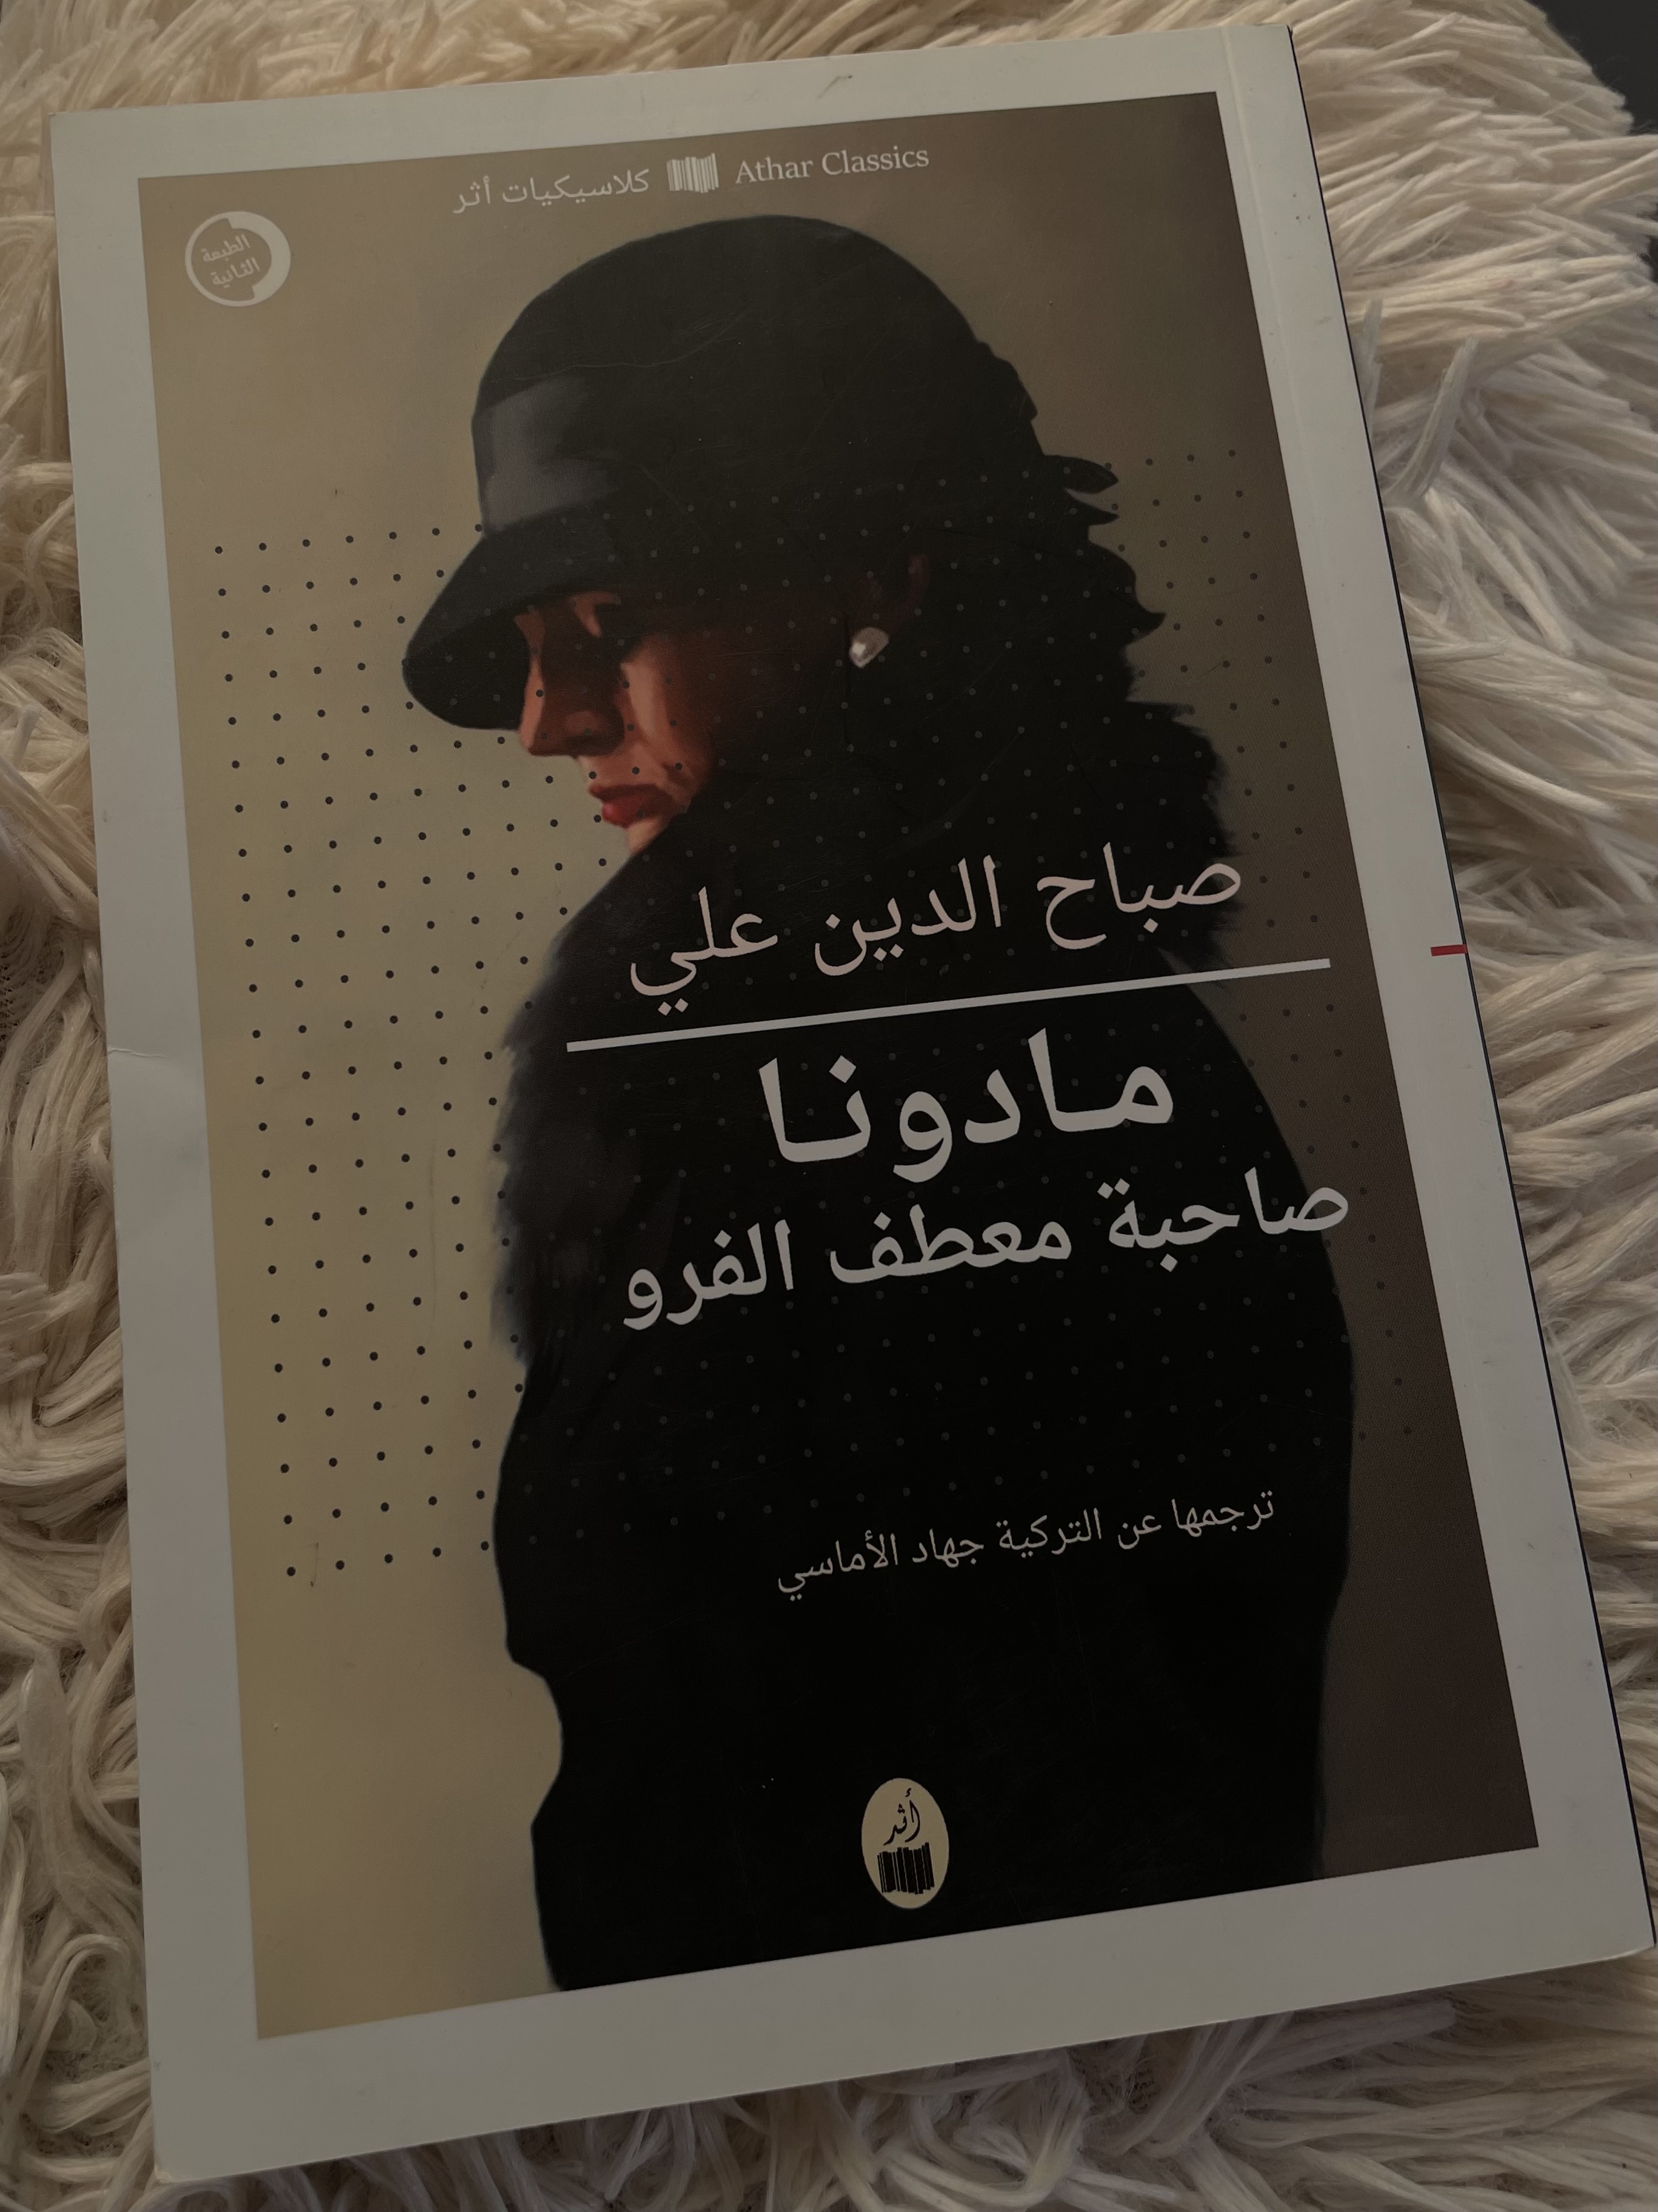 كلاسيكيات أثر Athar Classics
الطبعة
الثانية
صباح الدين علي
مادونا
صاحبة معطف الفرو
ترجمها عن التركية جهاد الأماسي
أثر